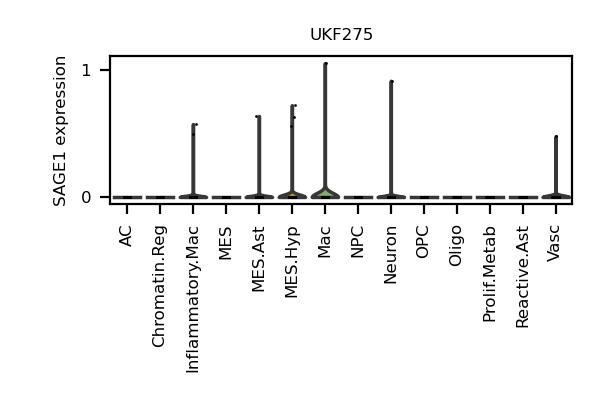 UKF275
SAGE1 expression
1
0
AC
Chromatin.Reg
Inflammatory.Mac
MES
MES.Ast
MES.Hyp
Mac
NPC
Neuron
OPC
Oligo
Prolif.Metab
Reactive.Ast
Vasc